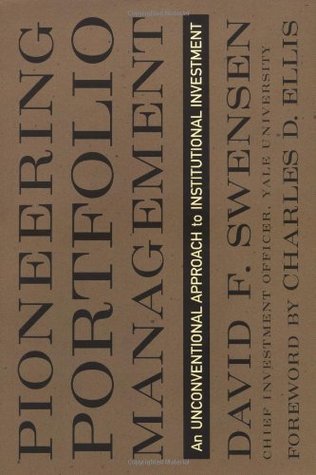 PIONEERING
PORTFOLIO
MANAGEMENT
An UNCONVENTIONAL APPROACH to INSTITUTIONAL INVESTMENT
DAVID F. SWENSEN
CHIEF INVESTMENT OFFICER, YALE UNIVERSITY
FOREWORD BY CHARLES D. ELLIS